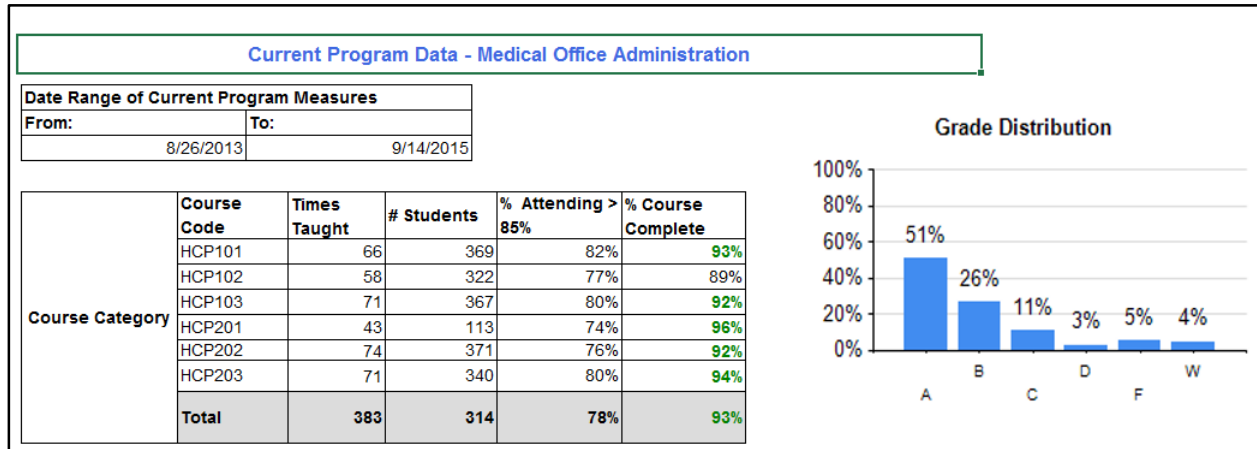 Current Program Data - Medical Office Administration
Date Range of Current Program Measures
From: To:
8/26/2013 9/14/2015
Course Category
Course Code Times Taught # Students % Attending > 85% % Course Complete
HCP101 66 369 82% 93%
HCP102 58 322 77% 89%
HCP103 71 367 80% 92%
HCP201 43 113 74% 96%
HCP202 74 371 76% 92%
HCP203 71 340 80% 94%
Total 383 314 78% 93%
Grade Distribution
100%
80%
60%
40%
20%
0%
51% 26% 11% 3% 5% 4%
A B C D F W